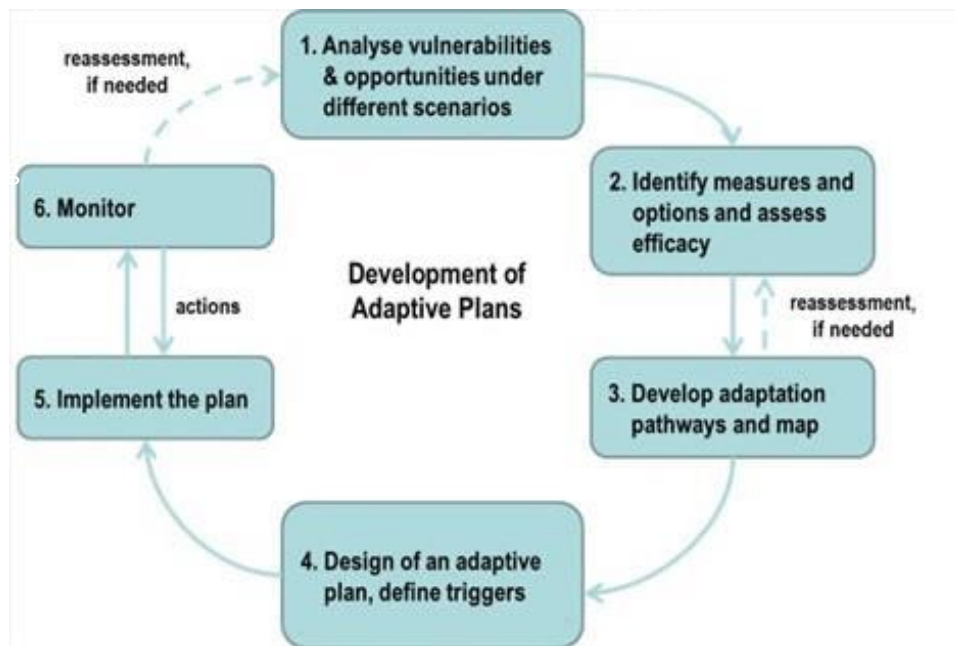 1. Analyse vulnerabilities
& opportunities under
different scenarios
reassessment,
if needed
2. Identify measures and
options and assess
efficacy
6. Monitor
Development of
Adaptive Plans
actions
reassessment,
if needed
3. Develop adaptation
pathways and map
5. Implement the plan
4. Design of an adaptive
plan, define triggers